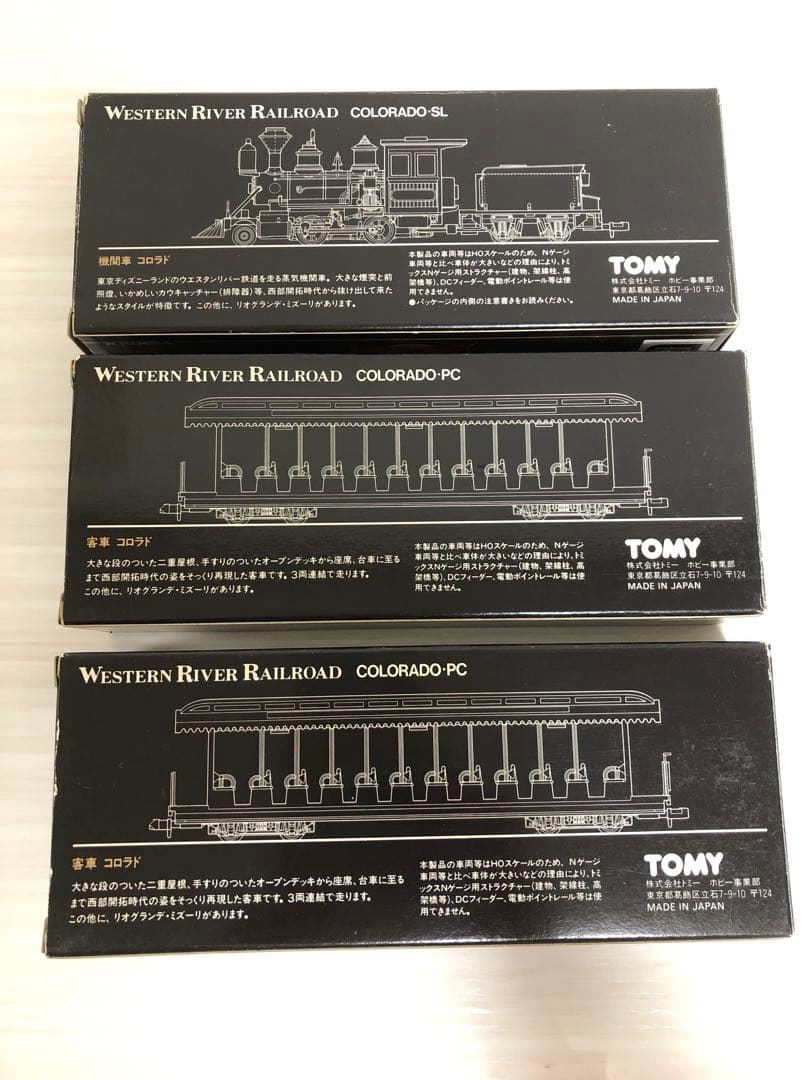 WESTERN RIVER RAILROAD COLORADO·SL
機関車 コロラド
東京ディズニーランドのウエスタンリバー鉄道を走る蒸気機関車。大きな煙突と前
照燈、いかめしいカウキャッチャー(排障器)等、西部開拓時代から抜け出して来た
ようなスタイルが特徴です。この他に、リオグランデ・ミズーリがあります。
本製品の車両等はHOスケールのため、Nゲージ
車両等と比べ車体が大きいなどの理由により、トミ
ックスNゲージ用ストラクチャー(建物、架線柱、高
架橋等)、DCフィーダー、電動ポイントレール等は使
用できません。
●パッケージの内側の注意書きをお読みください。
TOMY
株式会社トミー ホビー事業部
東京都葛飾区立石7-9-10 〒124
MADE IN JAPAN
WESTERN RIVER RAILROAD COLORADO·PC
客車 コロラド
大きな段のついた二重屋根、手すりのついたオープンデッキから座席、台車に至る
まで西部開拓時代の姿をそっくり再現した客車です。3両連結で走ります。
この他に、リオグランデ・ミズーリがあります。
本製品の車両等はHOスケールのため、Nゲージ
車両等と比べ車体が大きいなどの理由により、トミ
ックスNゲージ用ストラクチャー(建物、架線柱、高
架橋等)、DCフィーダー、電動ポイントレール等は使
用できません。
TOMY
株式会社トミー ホビー事業部
東京都葛飾区立石7-9-10 〒124
MADE IN JAPAN
WESTERN RIVER RAILROAD COLORADO·PC
客車 コロラド
大きな段のついた二重屋根、手すりのついたオープンデッキから座席、台車に至る
まで西部開拓時代の姿をそっくり再現した客車です。3両連結で走ります。
この他に、リオグランデ・ミズーリがあります。
本製品の車両等はHOスケールのため、Nゲージ
車両等と比べ車体が大きいなどの理由により、トミ
ックスNゲージ用ストラクチャー(建物、架線柱、高
架橋等)、DCフィーダー、電動ポイントレール等は使
用できません。
TOMY
株式会社トミー ホビー事業部
東京都葛飾区立石7-9-10 〒124
MADE IN JAPAN